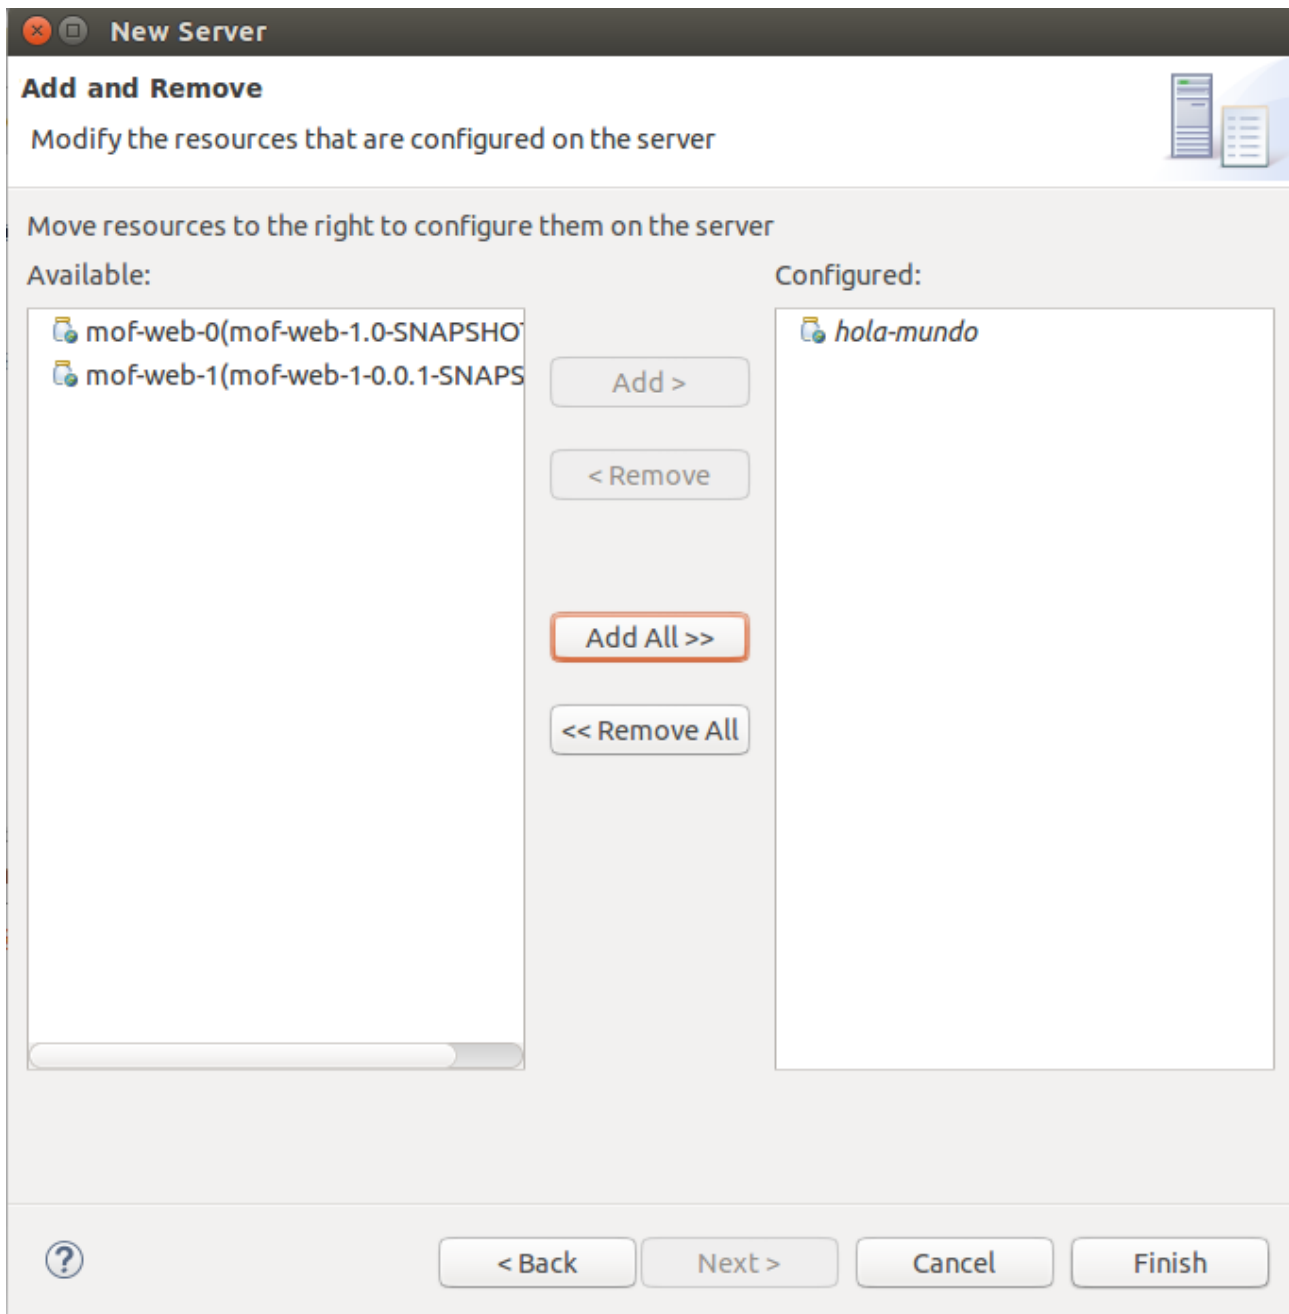 New Server
Add and Remove
Modify the resources that are configured on the server
Move resources to the right to configure them on the server
Available:
Configured:
mof-web-0(mof-web-1.0-SNAPSHO
mof-web-1(mof-web-1-0.0.1-SNAPS
hola-mundo
Add >
< Remove
Add All >>
<< Remove All
?
< Back
Next >
Cancel
Finish